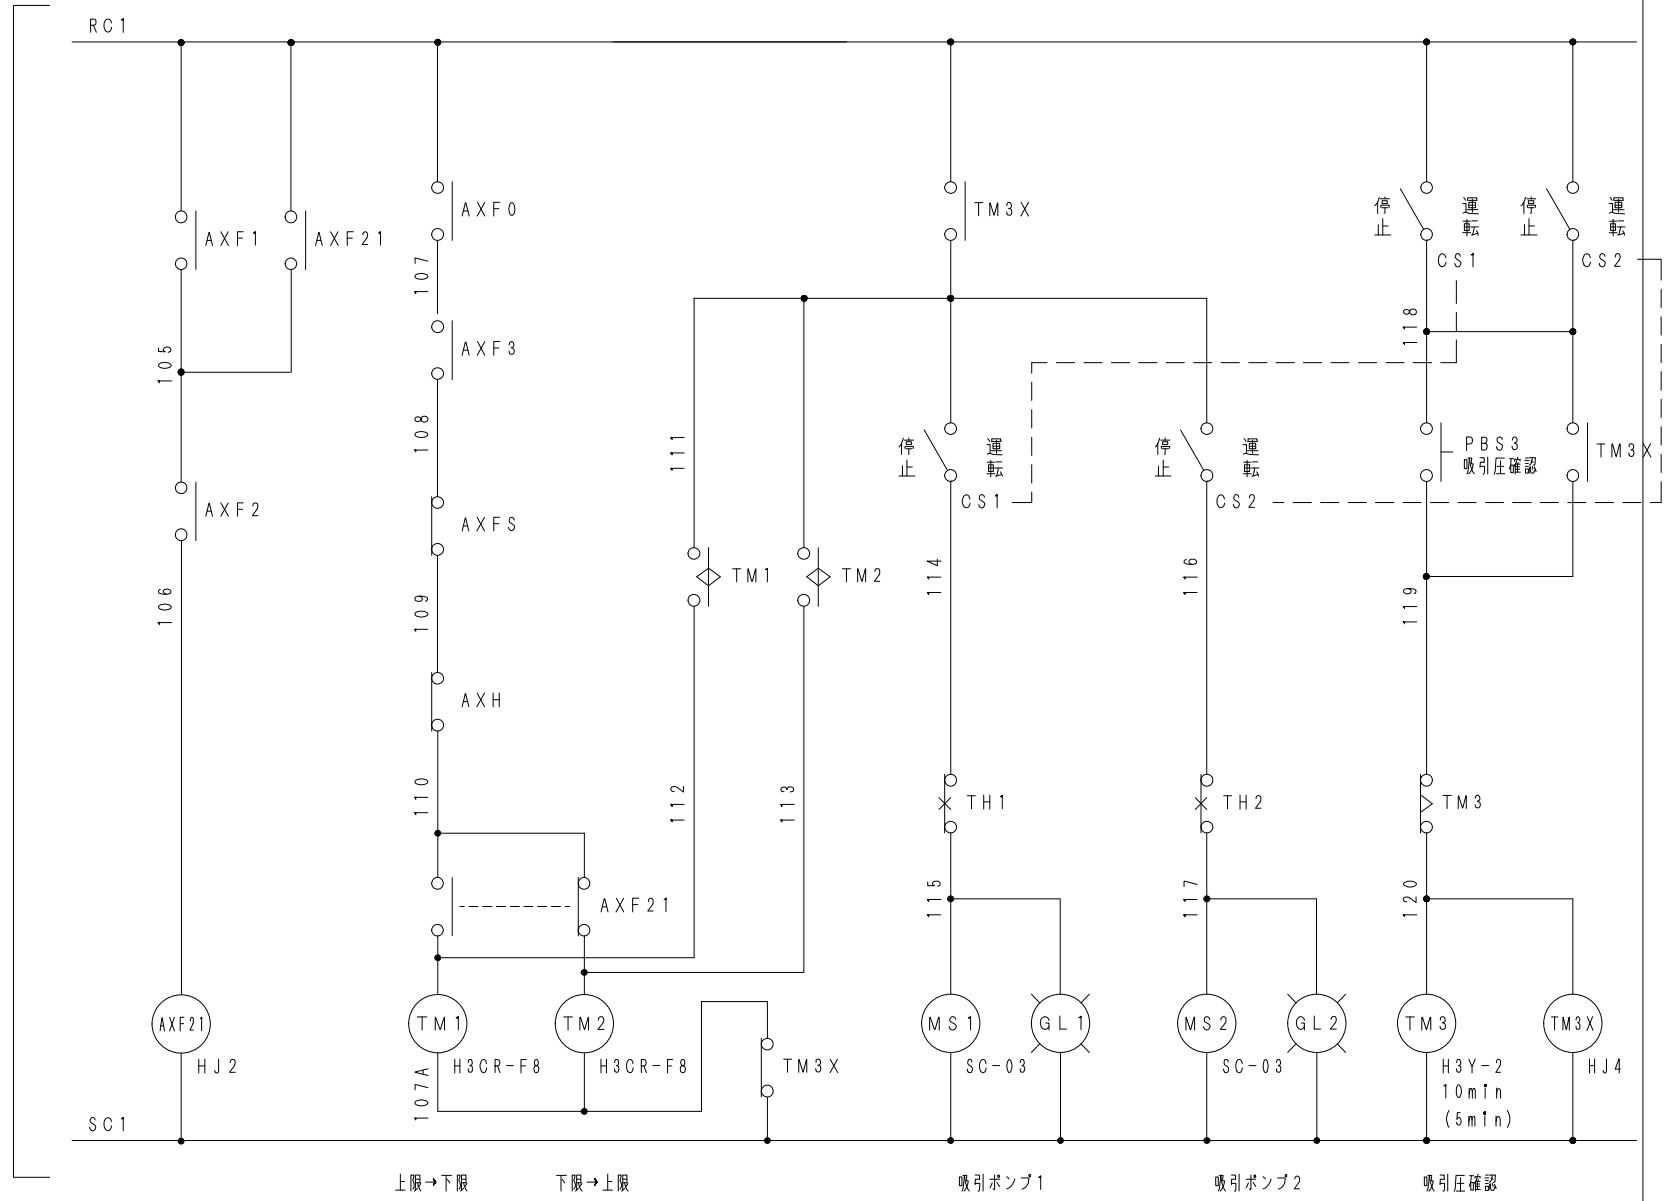 RC1
AXF0
TM3X
停止
運転
停止
運転
AXF1
AXF21
107
CS1
CS2
118
105
AXF3
108
111
停止
運転
停止
運転
PBS3
吸引圧確認
TM3X
AXF2
CS1
CS2
AXFS
106
109
TM1
TM2
114
116
119
AXH
110
112
113
TH1
TH2
TM3
AXF21
115
117
120
AXF21
TM1
TM2
MS1
GL1
MS2
GL2
TM3
TM3X
HJ2
107A
H3CR-F8
H3CR-F8
TM3X
SC-03
SC-03
H3Y-2
10min
(5min)
HJ4
SC1
上限→下限
下限→上限
吸引ポンプ1
吸引ポンプ2
吸引圧確認